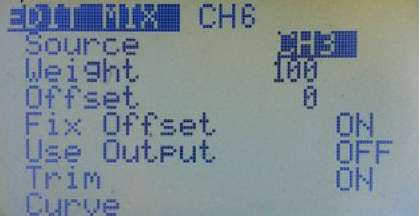 EDIT MIX CH6
Source CH3
Weight 100
Offset 0
Fix Offset ON
Use Output OFF
Trim ON
Curve